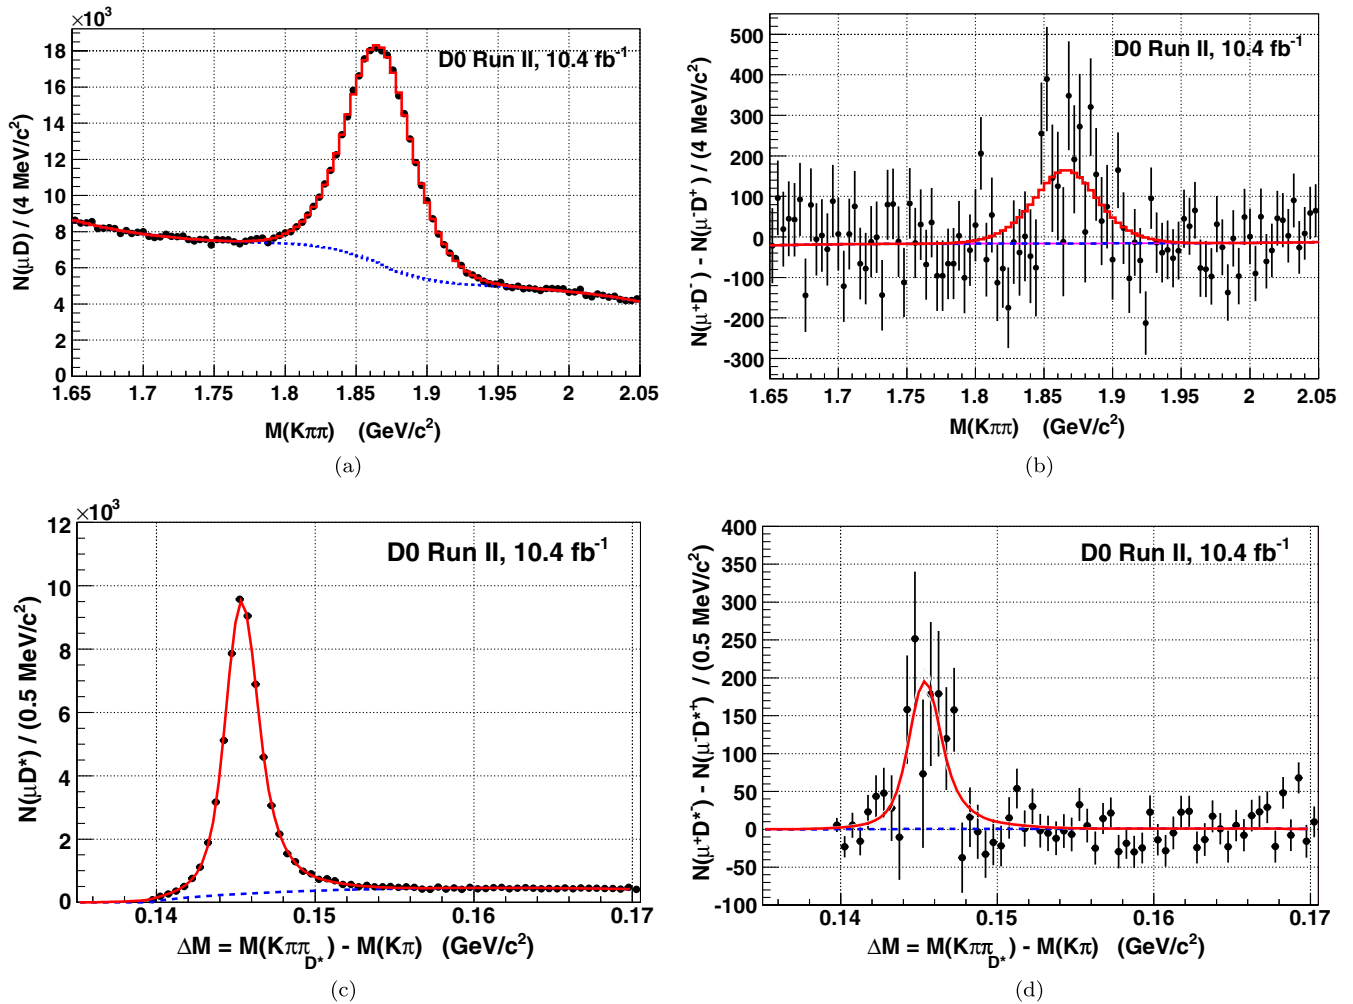 ×10³
D0 Run II, 10.4 fb⁻¹
N(μD) / (4 MeV/c²)
18
16
14
12
10
8
6
4
2
0
1.65 1.7 1.75 1.8 1.85 1.9 1.95 2 2.05
M(Kππ) (GeV/c²)
(a)
D0 Run II, 10.4 fb⁻¹
N(μ⁺D⁻) - N(μ⁻D⁺) / (4 MeV/c²)
500
400
300
200
100
0
-100
-200
-300
1.65 1.7 1.75 1.8 1.85 1.9 1.95 2 2.05
M(Kππ) (GeV/c²)
(b)
×10³
D0 Run II, 10.4 fb⁻¹
N(μD*) / (0.5 MeV/c²)
12
10
8
6
4
2
0
0.14 0.15 0.16 0.17
ΔM = M(Kππ_D*) - M(Kπ) (GeV/c²)
(c)
D0 Run II, 10.4 fb⁻¹
N(μ⁺D*⁻) - N(μ⁻D*⁺) / (0.5 MeV/c²)
400
350
300
250
200
150
100
50
0
-50
-100
0.14 0.15 0.16 0.17
ΔM = M(Kππ_D*) - M(Kπ) (GeV/c²)
(d)